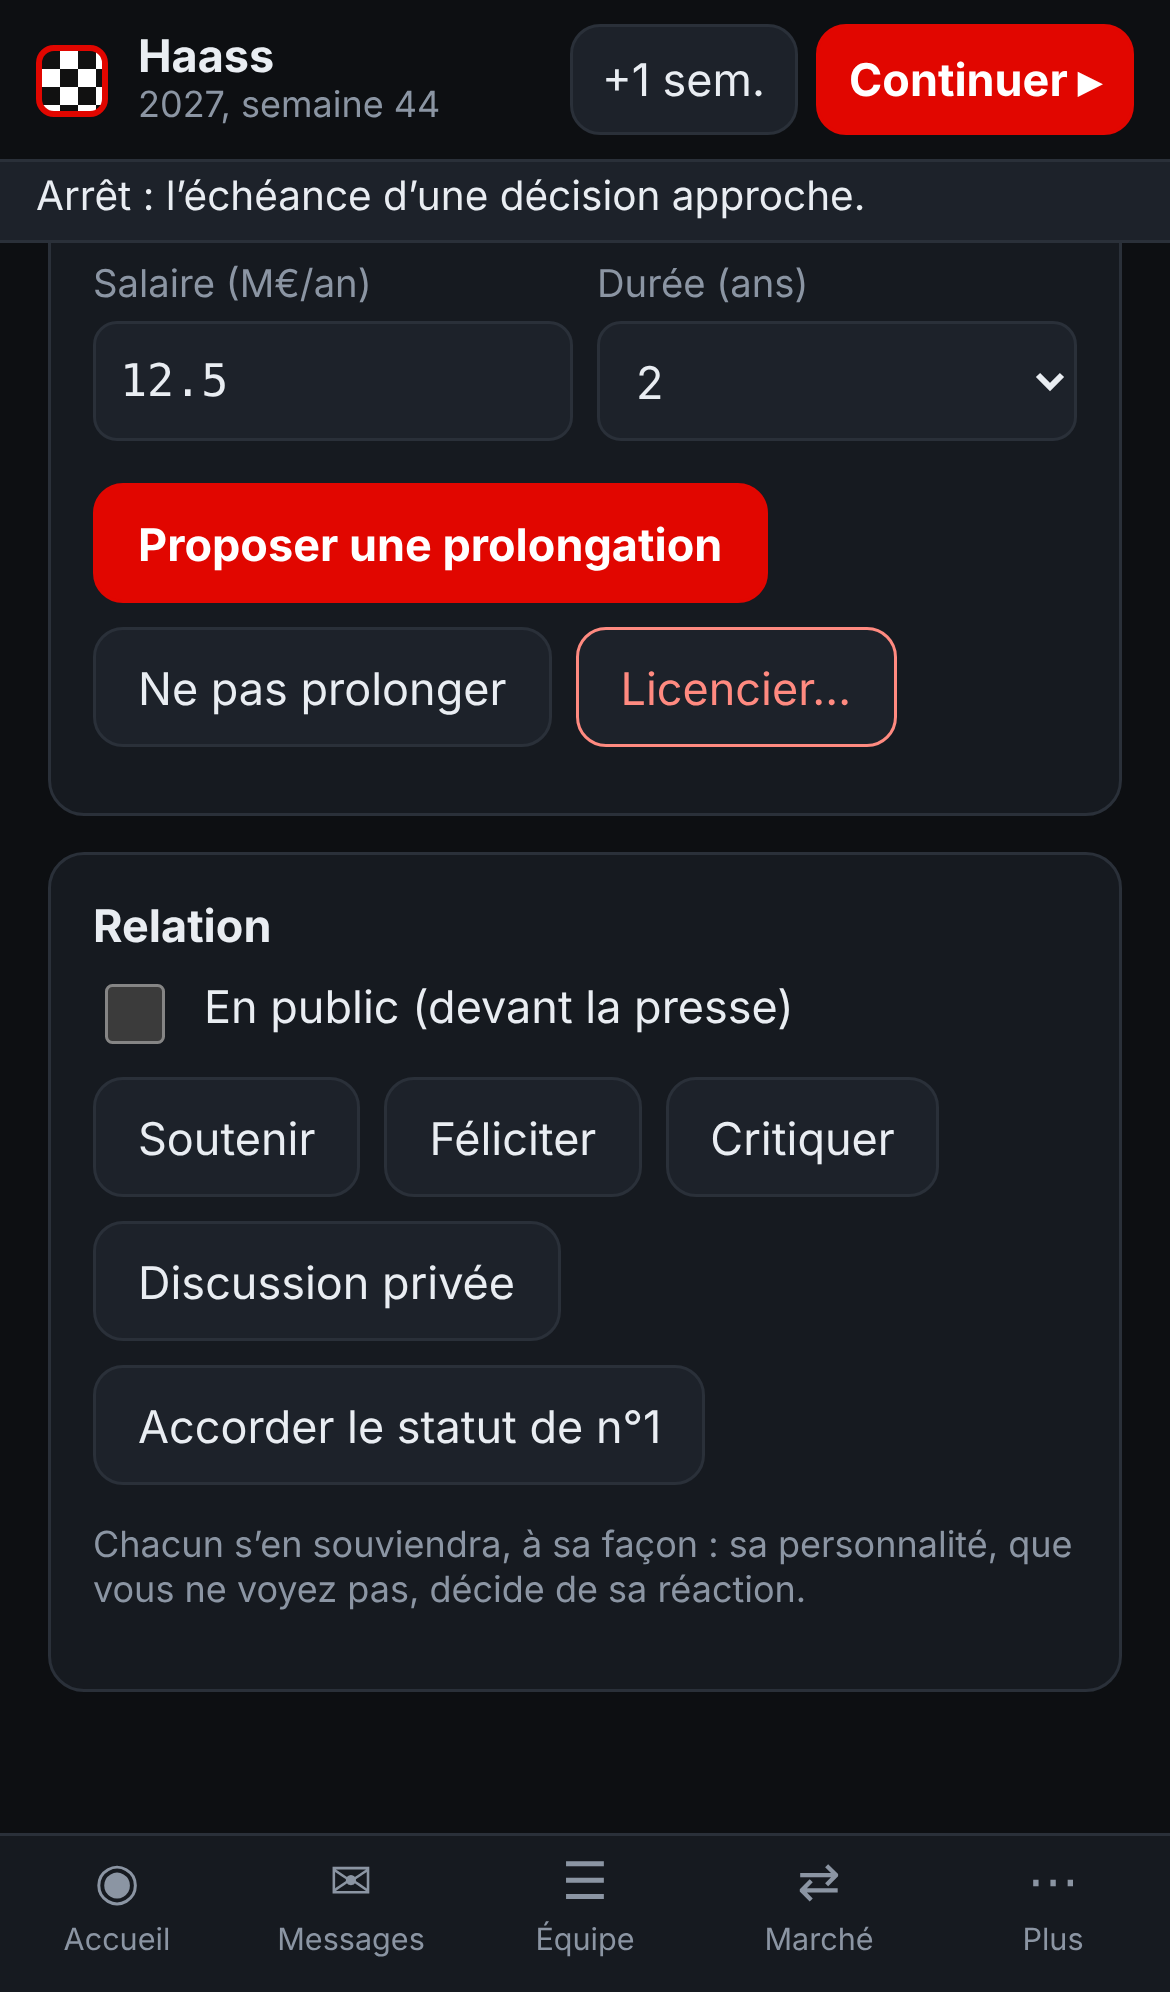 Haass
2027, semaine 44
+1 sem.
Continuer ▶
Arrêt : l’échéance d’une décision approche.
Salaire (M€/an)
Durée (ans)
12.5
2
Proposer une prolongation
Ne pas prolonger
Licencier…
Relation
En public (devant la presse)
Soutenir
Féliciter
Critiquer
Discussion privée
Accorder le statut de n°1
Chacun s’en souviendra, à sa façon : sa personnalité, que
vous ne voyez pas, décide de sa réaction.
Accueil
Messages
Équipe
Marché
Plus